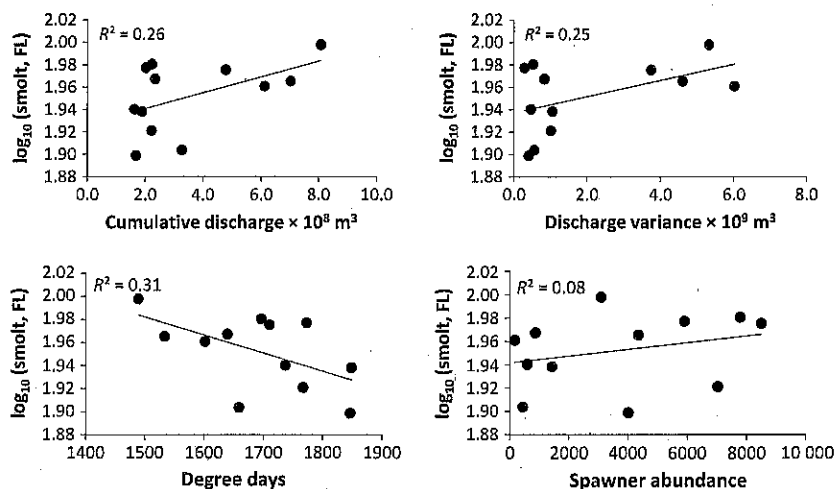 2.02
2.00
1.98
1.96
1.94
1.92
1.90
1.88
log₁₀ (smolt, FL)
R² = 0.26
0.0 2.0 4.0 6.0 8.0 10.0
Cumulative discharge × 10⁸ m³
2.02
2.00
1.98
1.96
1.94
1.92
1.90
1.88
log₁₀ (smolt, FL)
R² = 0.25
0.0 2.0 4.0 6.0 8.0
Discharge variance × 10⁹ m³
2.02
2.00
1.98
1.96
1.94
1.92
1.90
1.88
log₁₀ (smolt, FL)
R² = 0.31
1400 1500 1600 1700 1800 1900
Degree days
2.02
2.00
1.98
1.96
1.94
1.92
1.90
1.88
log₁₀ (smolt, FL)
R² = 0.08
0 2000 4000 6000 8000 10 000
Spawner abundance